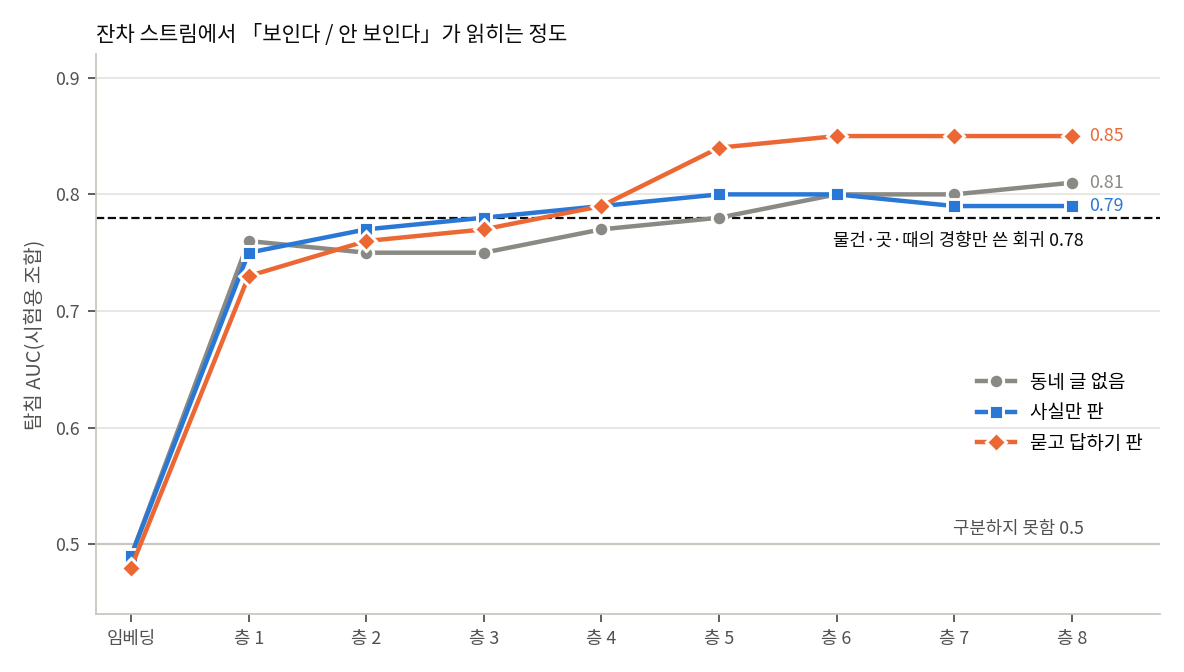 잔차 스트림에서 「보인다 / 안 보인다」가 읽히는 정도
탐침 AUC(시험용 조합)
0.9
0.8
0.7
0.6
0.5
0.85
0.81
0.79
물건·곳·때의 경향만 쓴 회귀 0.78
동네 글 없음
사실만 판
묻고 답하기 판
구분하지 못함 0.5
임베딩
층 1
층 2
층 3
층 4
층 5
층 6
층 7
층 8